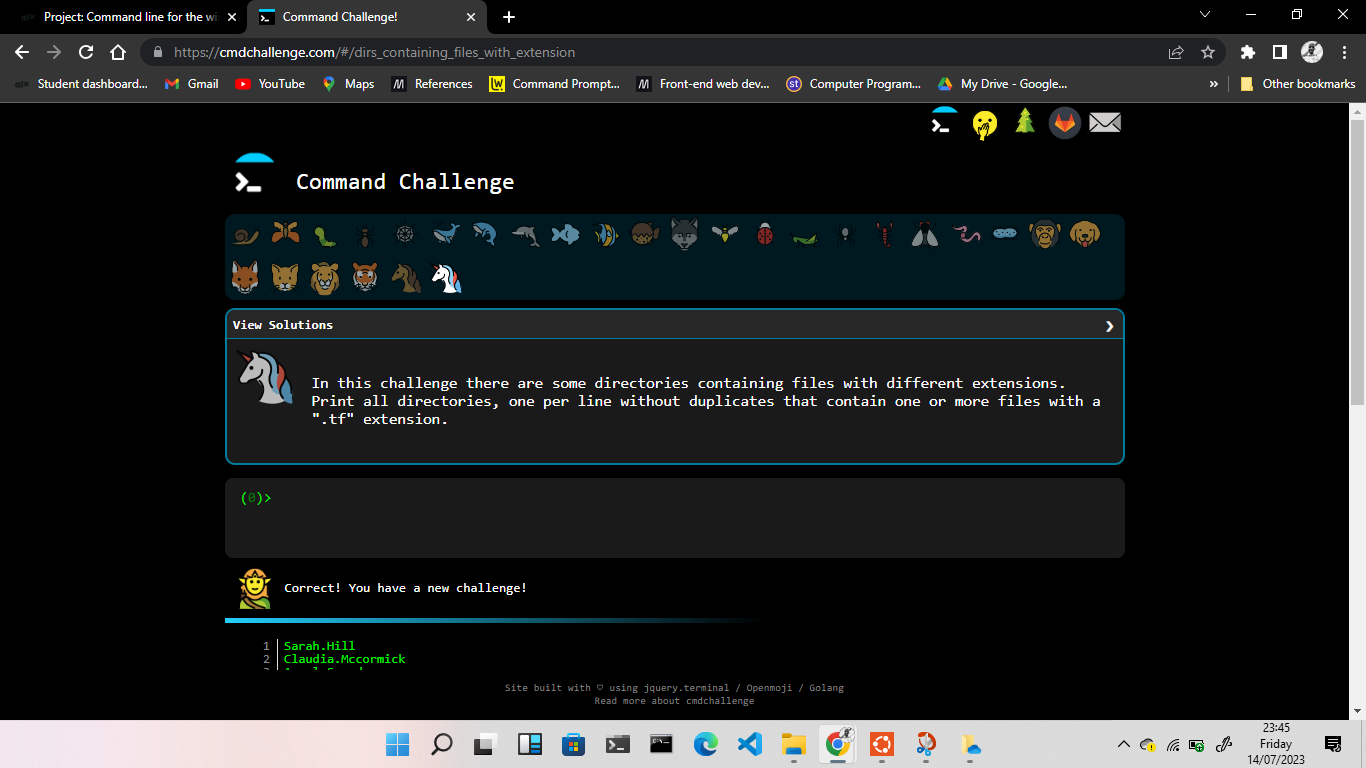 Project: Command line for the wi
Command Challenge!
https://cmdchallenge.com/#/dirs_containing_files_with_extension
Student dashboard...
Gmail
YouTube
Maps
References
Command Prompt...
Front-end web dev...
Computer Program...
My Drive - Google...
»
Other bookmarks
Command Challenge
View Solutions
In this challenge there are some directories containing files with different extensions.
Print all directories, one per line without duplicates that contain one or more files with a
".tf" extension.
(0)>
Correct! You have a new challenge!
1 Sarah.Hill
2 Claudia.Mccormick
Site built with ♡ using jquery.terminal / Openmoji / Golang
Read more about cmdchallenge
23:45
Friday
14/07/2023